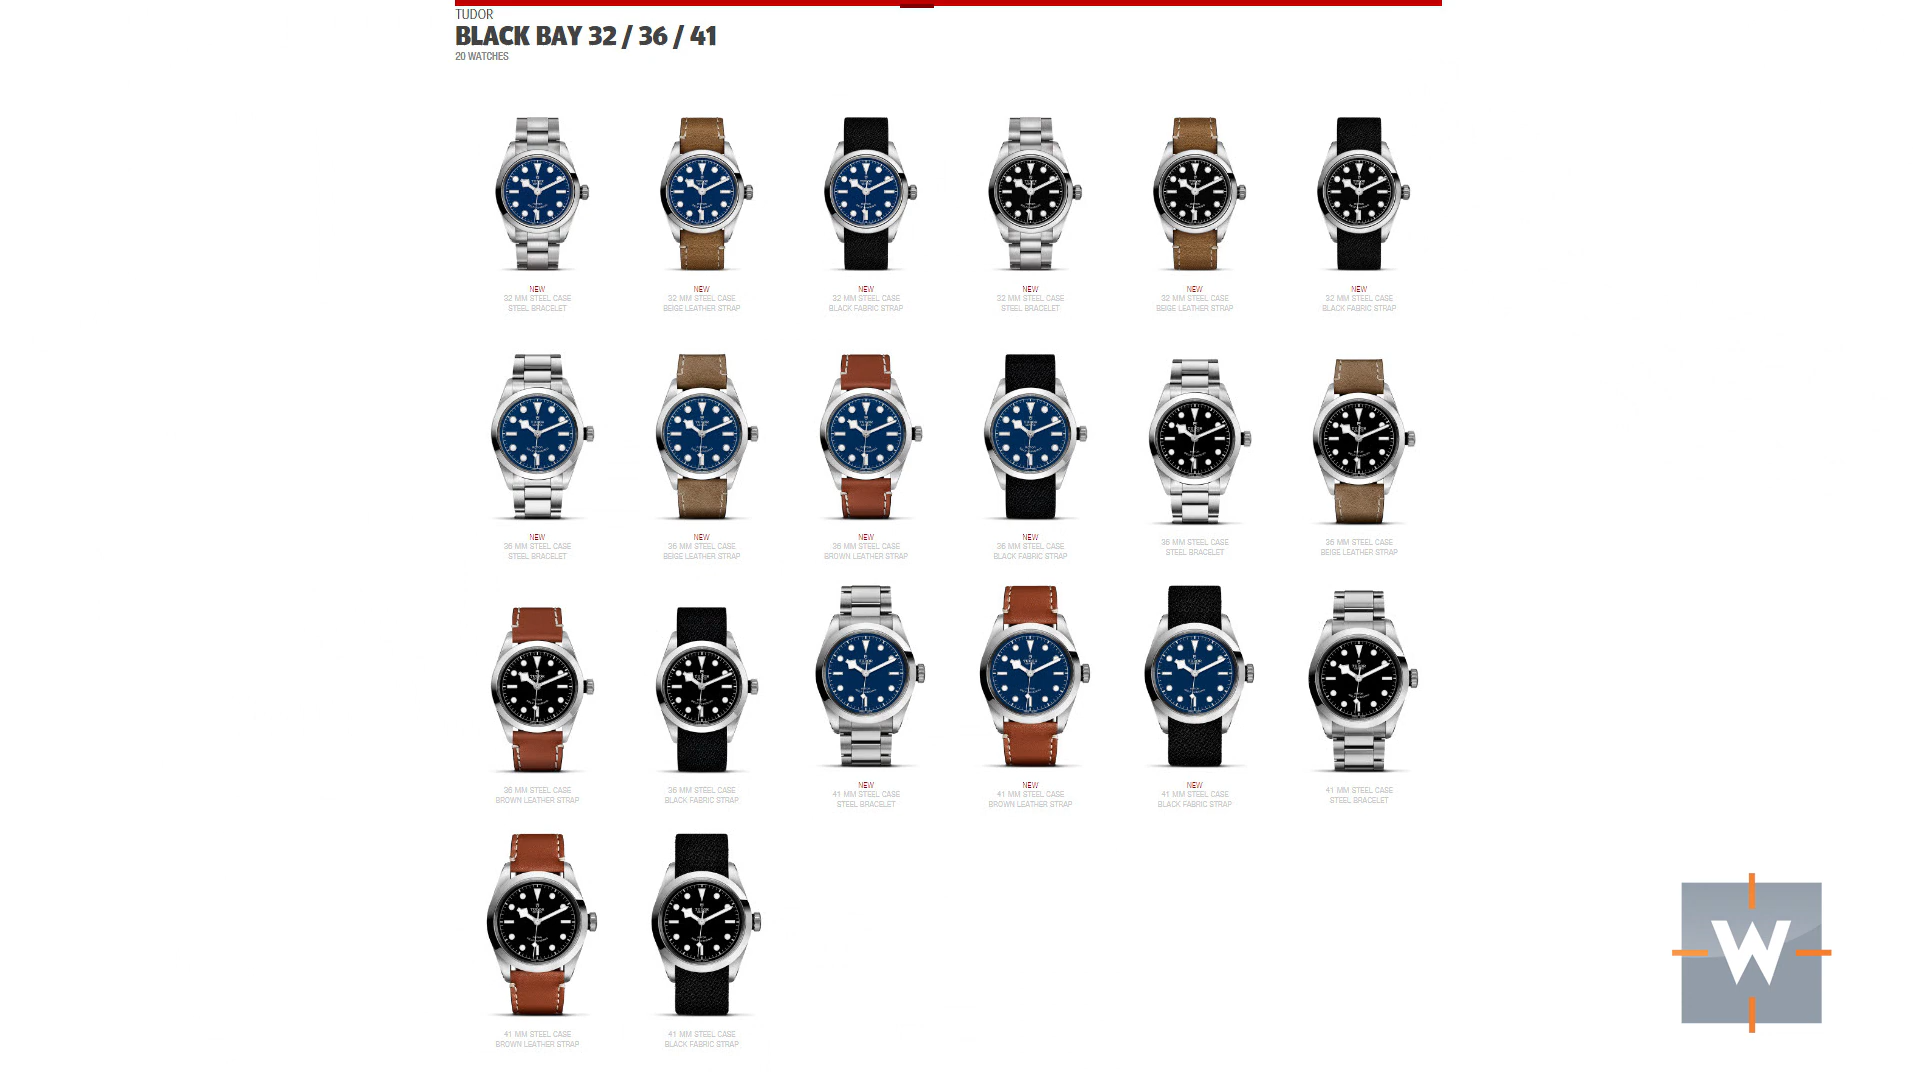 TUDOR
BLACK BAY 32 / 36 / 41
20 WATCHES
NEW
32 MM STEEL CASE
STEEL BRACELET
NEW
32 MM STEEL CASE
BEIGE LEATHER STRAP
NEW
32 MM STEEL CASE
BLACK FABRIC STRAP
NEW
32 MM STEEL CASE
STEEL BRACELET
NEW
32 MM STEEL CASE
BEIGE LEATHER STRAP
NEW
32 MM STEEL CASE
BLACK FABRIC STRAP
NEW
36 MM STEEL CASE
STEEL BRACELET
NEW
36 MM STEEL CASE
BEIGE LEATHER STRAP
NEW
36 MM STEEL CASE
BROWN LEATHER STRAP
NEW
36 MM STEEL CASE
BLACK FABRIC STRAP
36 MM STEEL CASE
STEEL BRACELET
36 MM STEEL CASE
BEIGE LEATHER STRAP
36 MM STEEL CASE
BROWN LEATHER STRAP
36 MM STEEL CASE
BLACK FABRIC STRAP
NEW
41 MM STEEL CASE
STEEL BRACELET
NEW
41 MM STEEL CASE
BROWN LEATHER STRAP
NEW
41 MM STEEL CASE
BLACK FABRIC STRAP
41 MM STEEL CASE
STEEL BRACELET
41 MM STEEL CASE
BROWN LEATHER STRAP
41 MM STEEL CASE
BLACK FABRIC STRAP
W